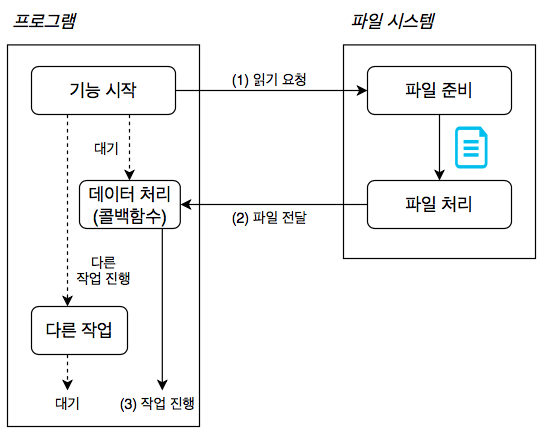 프로그램
파일 시스템
기능 시작
(1) 읽기 요청
파일 준비
대기
데이터 처리
(콜백함수)
(2) 파일 전달
파일 처리
다른
작업 진행
다른 작업
대기
(3) 작업 진행